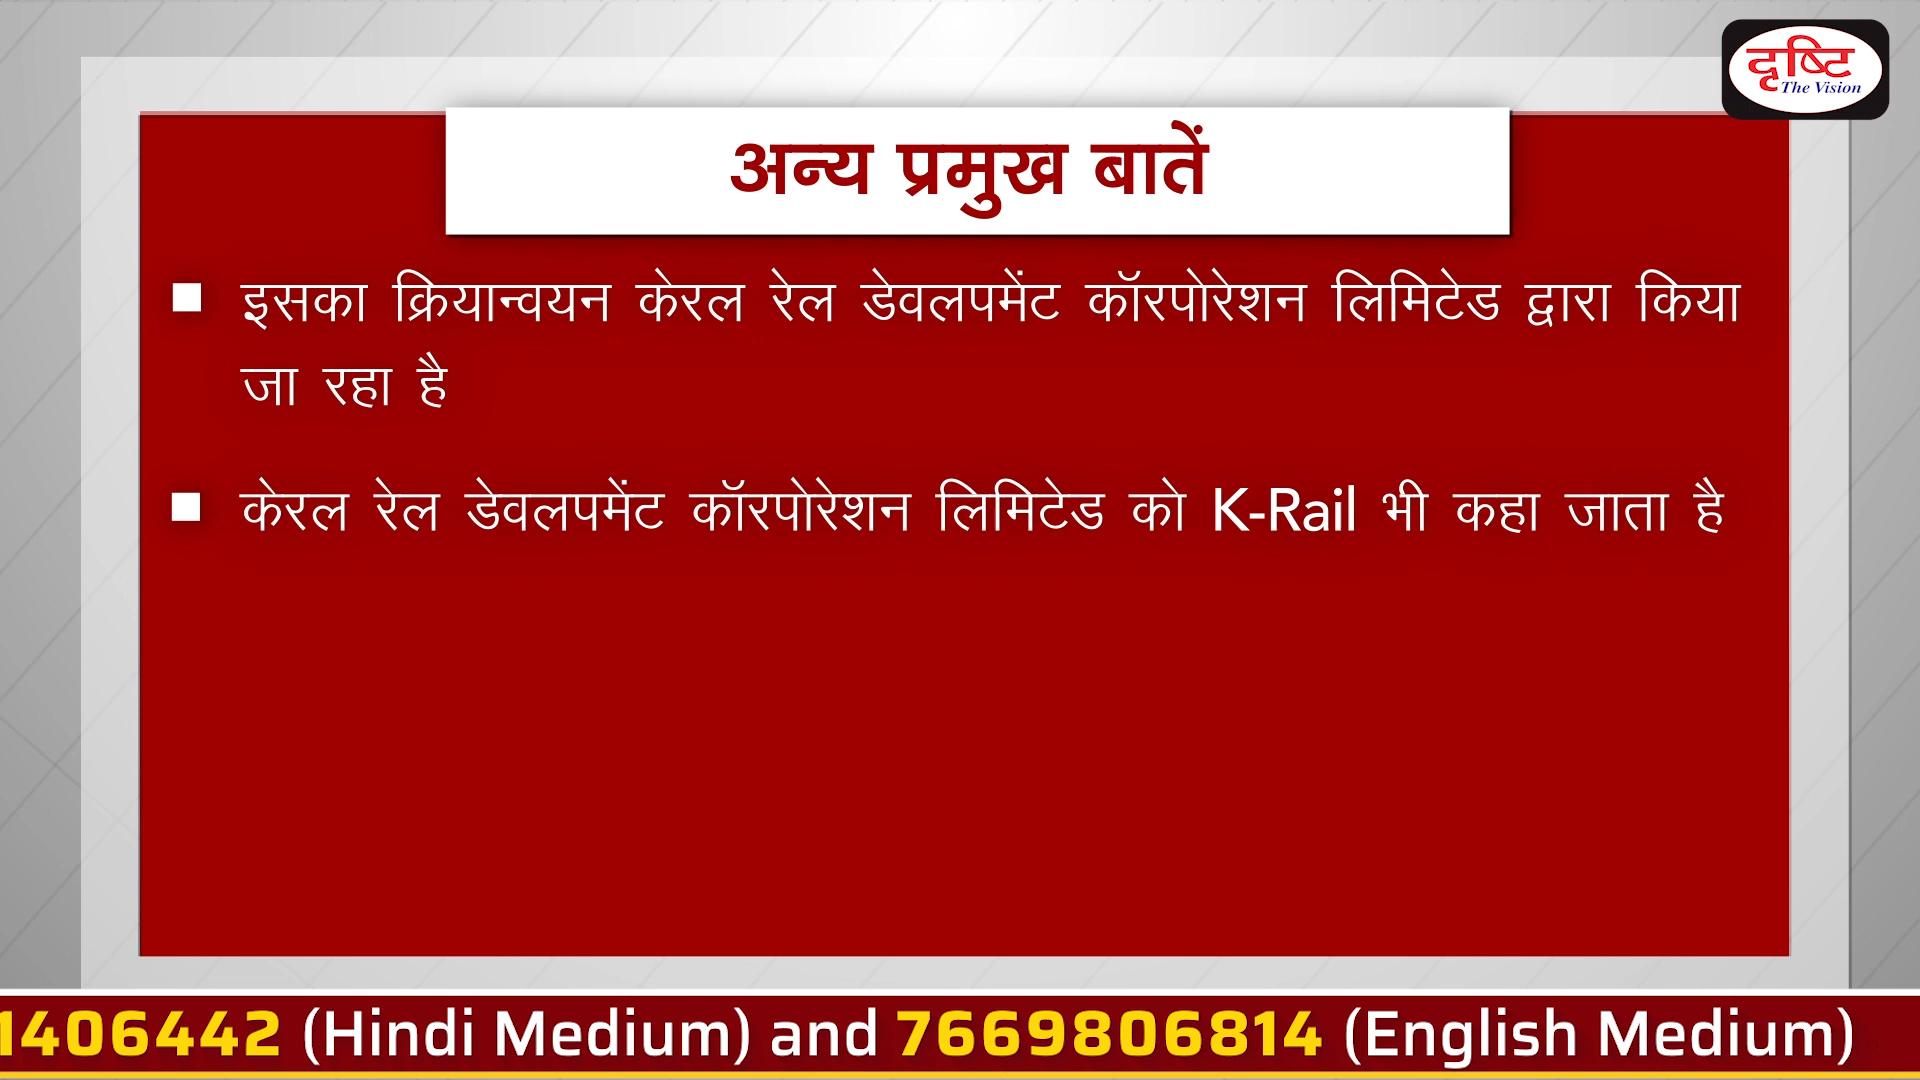 दृष्टि
The Vision
अन्य प्रमुख बातें
■ इसका क्रियान्वयन केरल रेल डेवलपमेंट कॉरपोरेशन लिमिटेड द्वारा किया
जा रहा है
■ केरल रेल डेवलपमेंट कॉरपोरेशन लिमिटेड को K-Rail भी कहा जाता है
1406442 (Hindi Medium) and 7669806814 (English Medium)